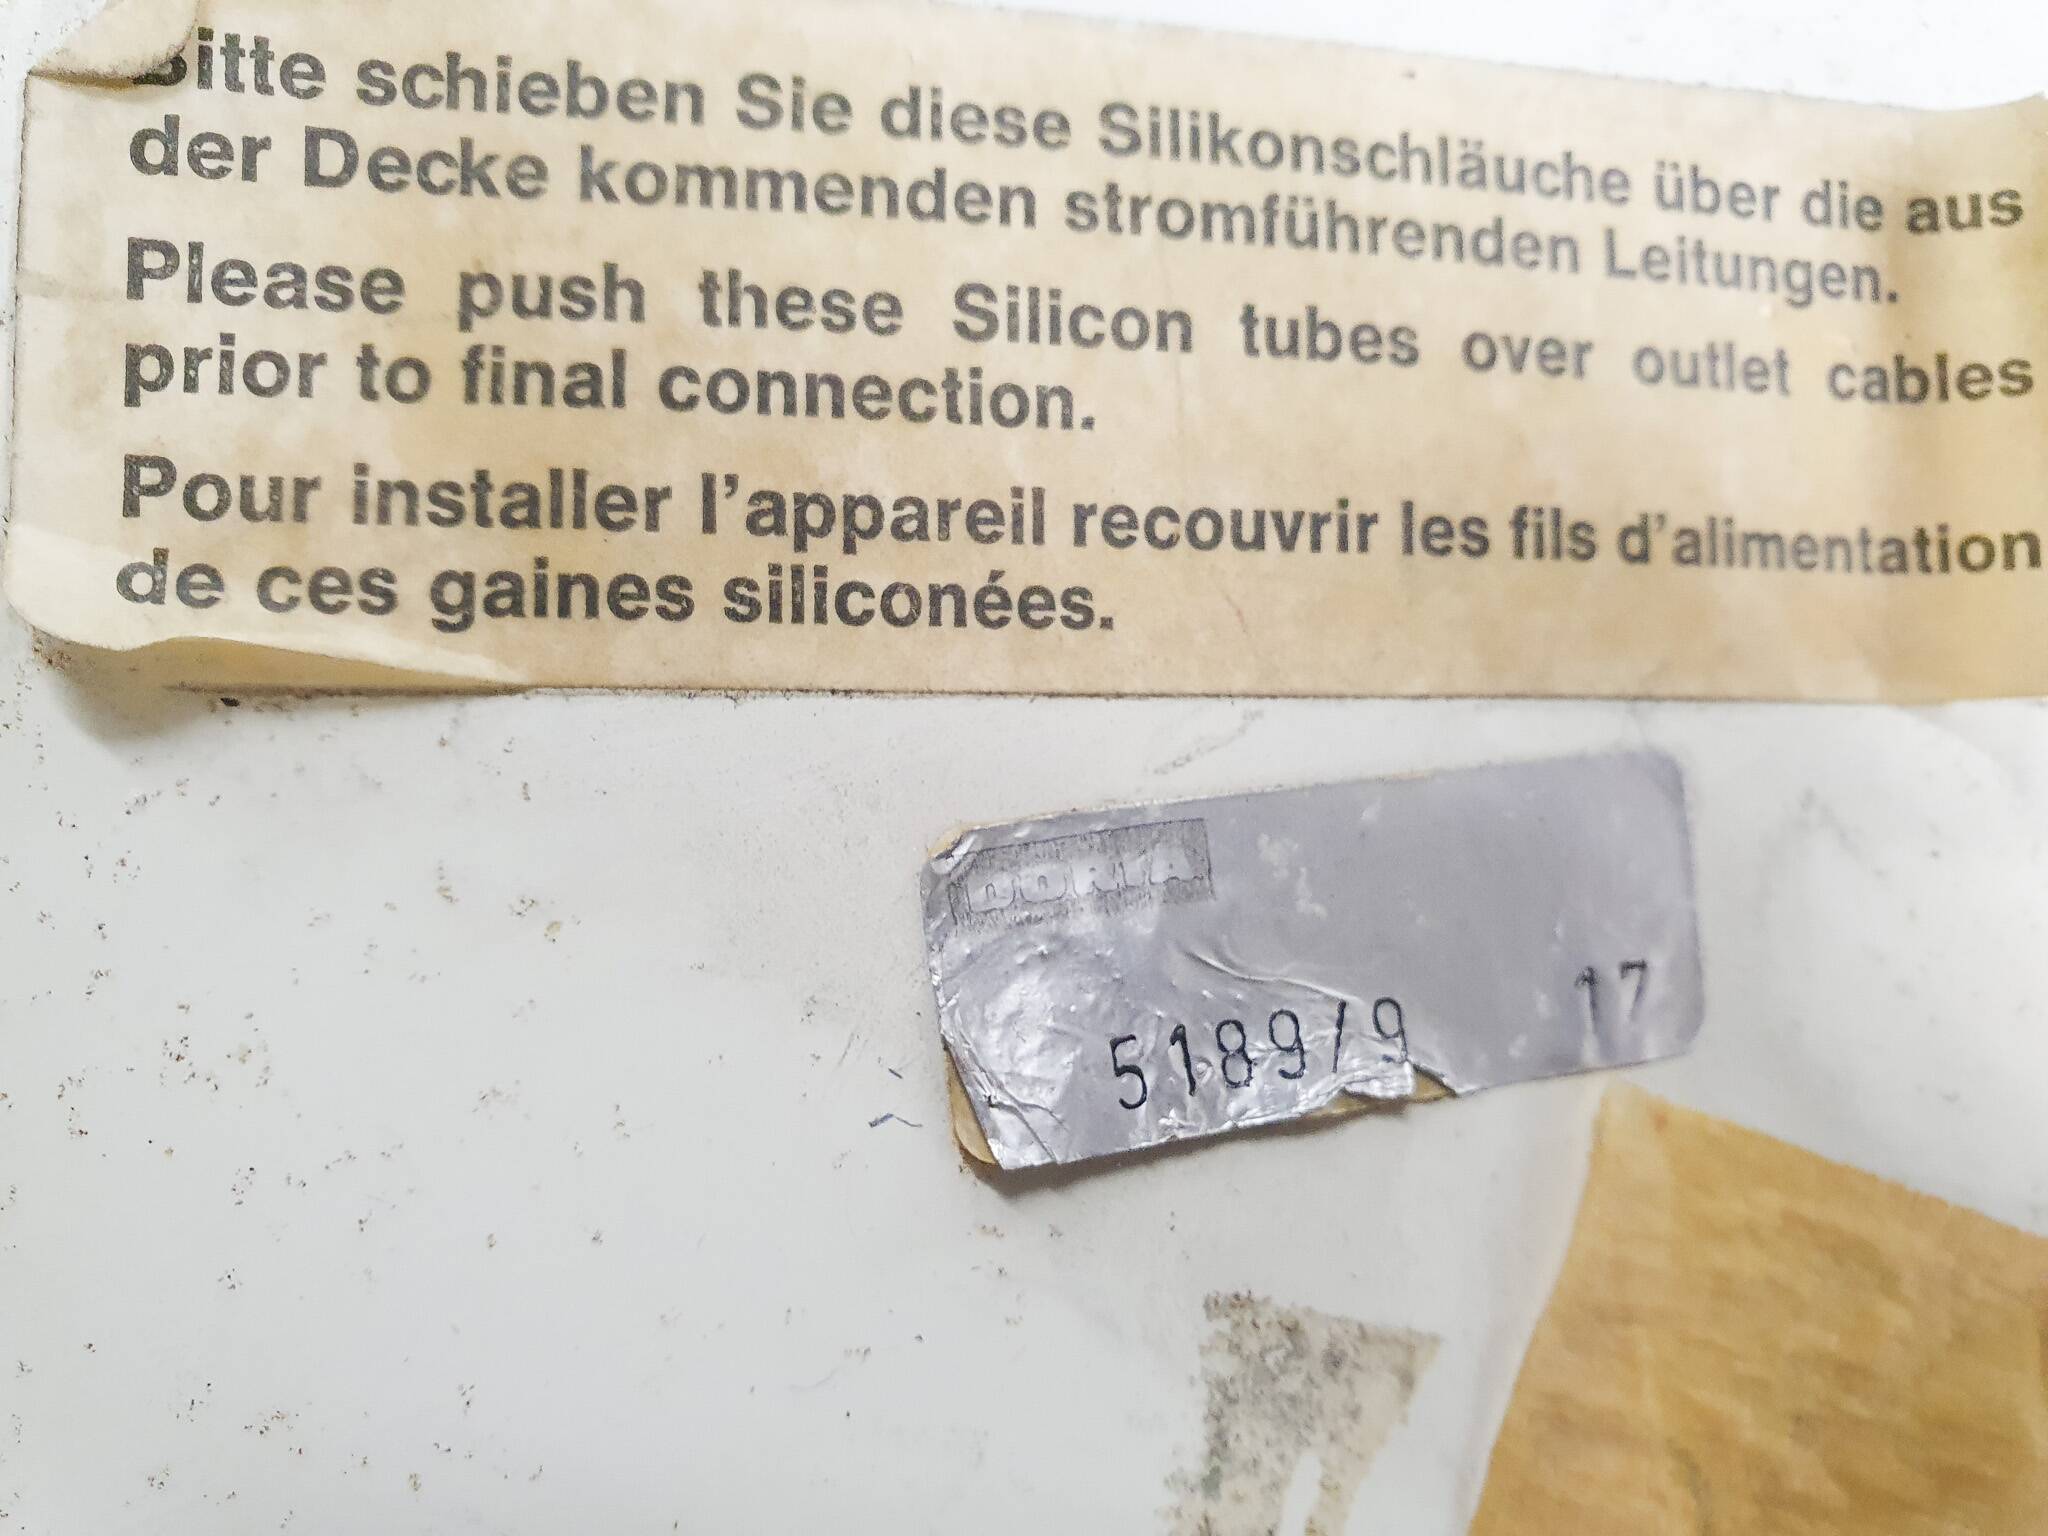 Bitte schieben Sie diese Silikonschläuche über die aus
der Decke kommenden stromführenden Leitungen.
Please push these Silicon tubes over outlet cables
prior to final connection.
Pour installer l'appareil recouvrir les fils d'alimentation
de ces gaines siliconées.
DORIA
5189/9 17